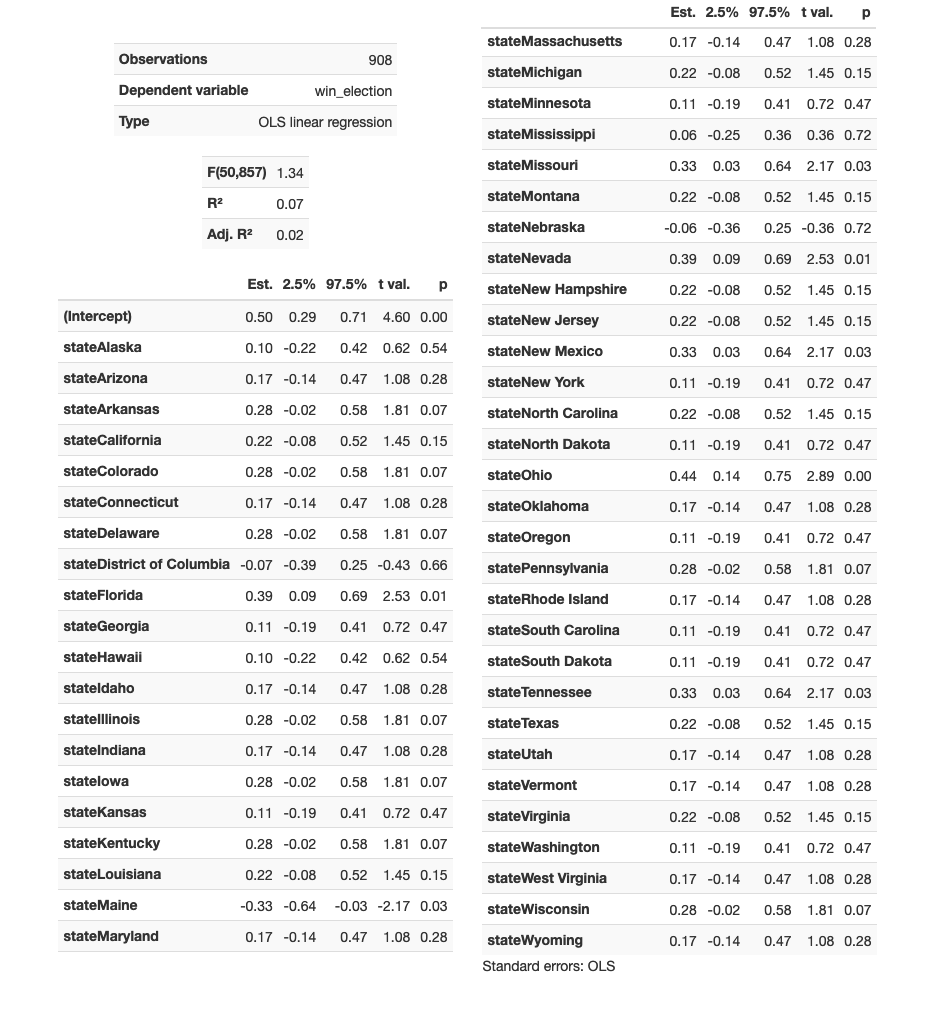 Observations 908
Dependent variable win_election
Type OLS linear regression
F(50,857) 1.34
R² 0.07
Adj. R² 0.02
Est. 2.5% 97.5% t val. p
(Intercept) 0.50 0.29 0.71 4.60 0.00
stateAlaska 0.10 -0.22 0.42 0.62 0.54
stateArizona 0.17 -0.14 0.47 1.08 0.28
stateArkansas 0.28 -0.02 0.58 1.81 0.07
stateCalifornia 0.22 -0.08 0.52 1.45 0.15
stateColorado 0.28 -0.02 0.58 1.81 0.07
stateConnecticut 0.17 -0.14 0.47 1.08 0.28
stateDelaware 0.28 -0.02 0.58 1.81 0.07
stateDistrict of Columbia -0.07 -0.39 0.25 -0.43 0.66
stateFlorida 0.39 0.09 0.69 2.53 0.01
stateGeorgia 0.11 -0.19 0.41 0.72 0.47
stateHawaii 0.10 -0.22 0.42 0.62 0.54
stateIdaho 0.17 -0.14 0.47 1.08 0.28
stateIllinois 0.28 -0.02 0.58 1.81 0.07
stateIndiana 0.17 -0.14 0.47 1.08 0.28
stateIowa 0.28 -0.02 0.58 1.81 0.07
stateKansas 0.11 -0.19 0.41 0.72 0.47
stateKentucky 0.28 -0.02 0.58 1.81 0.07
stateLouisiana 0.22 -0.08 0.52 1.45 0.15
stateMaine -0.33 -0.64 -0.03 -2.17 0.03
stateMaryland 0.17 -0.14 0.47 1.08 0.28
Est. 2.5% 97.5% t val. p
stateMassachusetts 0.17 -0.14 0.47 1.08 0.28
stateMichigan 0.22 -0.08 0.52 1.45 0.15
stateMinnesota 0.11 -0.19 0.41 0.72 0.47
stateMississippi 0.06 -0.25 0.36 0.36 0.72
stateMissouri 0.33 0.03 0.64 2.17 0.03
stateMontana 0.22 -0.08 0.52 1.45 0.15
stateNebraska -0.06 -0.36 0.25 -0.36 0.72
stateNevada 0.39 0.09 0.69 2.53 0.01
stateNew Hampshire 0.22 -0.08 0.52 1.45 0.15
stateNew Jersey 0.22 -0.08 0.52 1.45 0.15
stateNew Mexico 0.33 0.03 0.64 2.17 0.03
stateNew York 0.11 -0.19 0.41 0.72 0.47
stateNorth Carolina 0.22 -0.08 0.52 1.45 0.15
stateNorth Dakota 0.11 -0.19 0.41 0.72 0.47
stateOhio 0.44 0.14 0.75 2.89 0.00
stateOklahoma 0.17 -0.14 0.47 1.08 0.28
stateOregon 0.11 -0.19 0.41 0.72 0.47
statePennsylvania 0.28 -0.02 0.58 1.81 0.07
stateRhode Island 0.17 -0.14 0.47 1.08 0.28
stateSouth Carolina 0.11 -0.19 0.41 0.72 0.47
stateSouth Dakota 0.11 -0.19 0.41 0.72 0.47
stateTennessee 0.33 0.03 0.64 2.17 0.03
stateTexas 0.22 -0.08 0.52 1.45 0.15
stateUtah 0.17 -0.14 0.47 1.08 0.28
stateVermont 0.17 -0.14 0.47 1.08 0.28
stateVirginia 0.22 -0.08 0.52 1.45 0.15
stateWashington 0.11 -0.19 0.41 0.72 0.47
stateWest Virginia 0.17 -0.14 0.47 1.08 0.28
stateWisconsin 0.28 -0.02 0.58 1.81 0.07
stateWyoming 0.17 -0.14 0.47 1.08 0.28
Standard errors: OLS